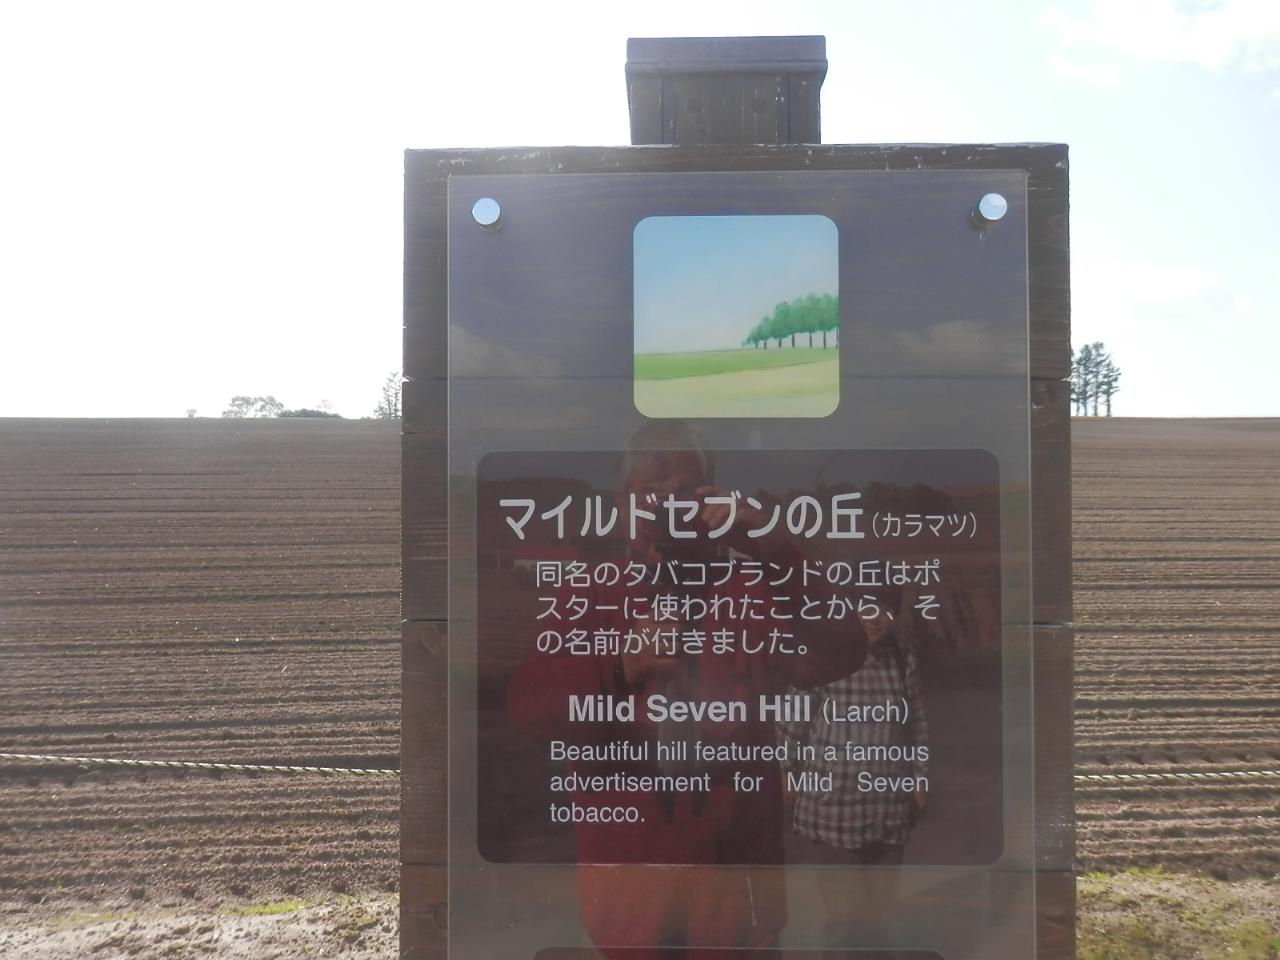 マイルドセブンの丘（カラマツ）
同名のタバコブランドの丘はポ
スターに使われたことから、そ
の名前が付きました。
Mild Seven Hill (Larch)
Beautiful hill featured in a famous
advertisement for Mild Seven
tobacco.